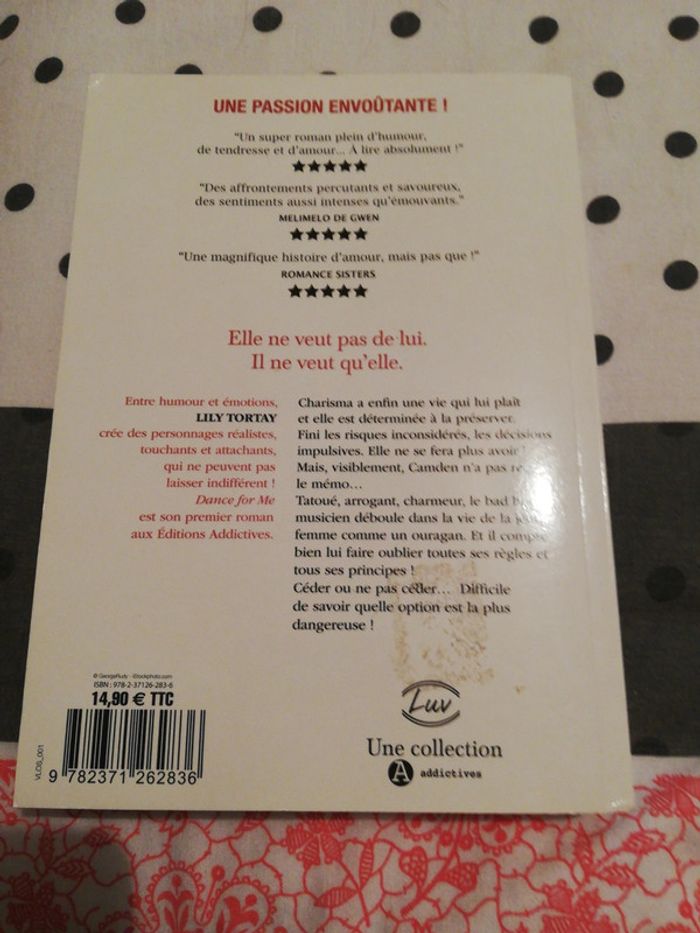 UNE PASSION ENVOÛTANTE !
"Un super roman plein d'humour,
de tendresse et d'amour... À lire absolument !"
"Des affrontements percutants et savoureux,
des sentiments aussi intenses qu'émouvants."
MELIMELO DE GWEN
"Une magnifique histoire d'amour, mais pas que !"
ROMANCE SISTERS
Elle ne veut pas de lui.
Il ne veut qu'elle.
Entre humour et émotions,
LILY TORTAY
crée des personnages réalistes,
touchants et attachants,
qui ne peuvent pas
laisser indifférent !
Dance for Me
est son premier roman
aux Éditions Addictives.
Charisma a enfin une vie qui lui plaît
et elle est déterminée à la préserver.
Fini les risques inconsidérés, les décisions
impulsives. Elle ne se fera plus avoir !
Mais, visiblement, Camden n'a pas
le mémo…
Tatoué, arrogant, charmeur, le bad
musicien déboule dans la vie de la
femme comme un ouragan. Et il compte
bien lui faire oublier toutes ses règles et
tous ses principes !
Céder ou ne pas céder… Difficile
de savoir quelle option est la plus
dangereuse !
© GeorgeRudy - iStockphoto.com
ISBN : 978-2-37126-283-6
14,90 € TTC
VLOS_001
9 782371 262836
Luv
Une collection
A addictives